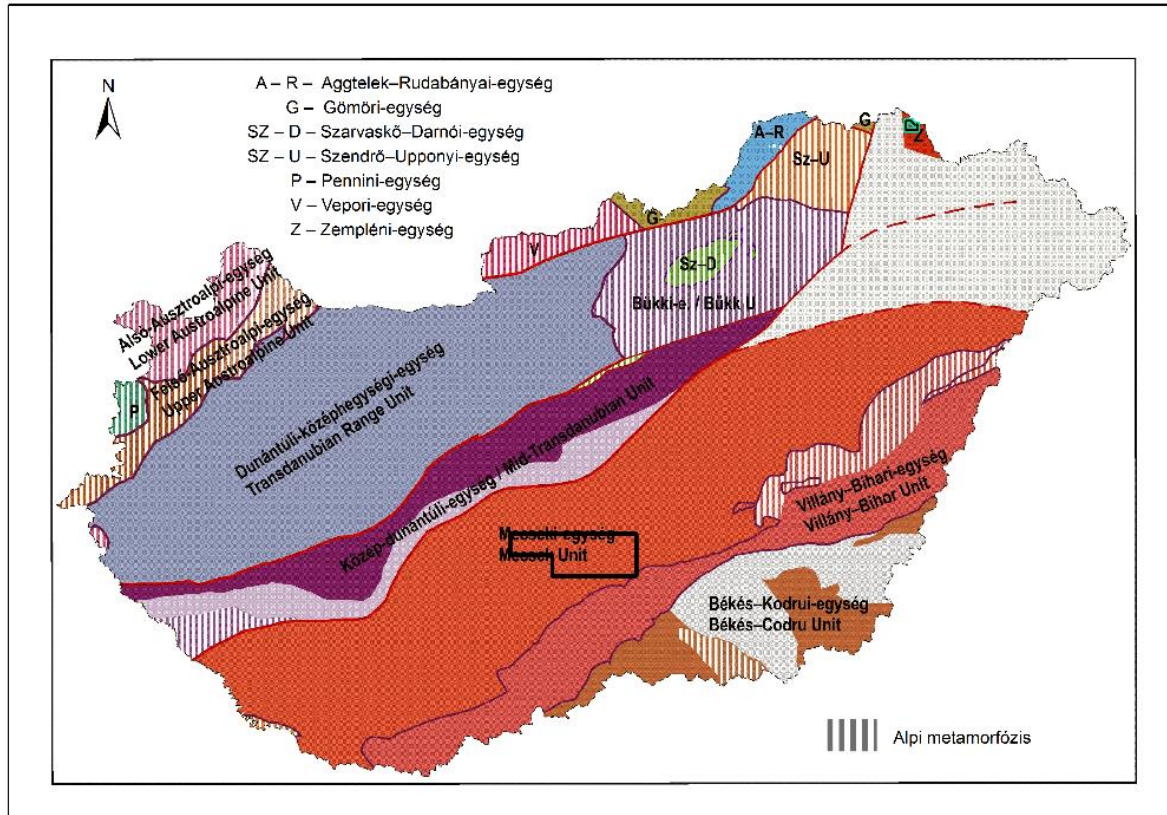 N
A – R – Aggtelek–Rudabányai-egység
G – Gömöri-egység
SZ – D – Szarvaskő–Darnói-egység
SZ – U – Szendrő–Upponyi-egység
P – Pennini-egység
V – Vepori-egység
Z – Zempléni-egység
A–R
G
Z
Sz–U
G
V
Sz–D
Bükki-e. / Bükk U
Alsó-Ausztroalpi-egység
Lower Austroalpine Unit
Felső-Ausztroalpi-egység
Upper Austroalpine Unit
P
Dunántúli-középhegységi-egység
Transdanubian Range Unit
Közép-dunántúli-egység / Mid-Transdanubian Unit
Villány–Bihari-egység
Villány–Bihor Unit
Mecseki-egység
Mecsek Unit
Békés–Kodrui-egység
Békés–Codru Unit
Alpi metamorfózis